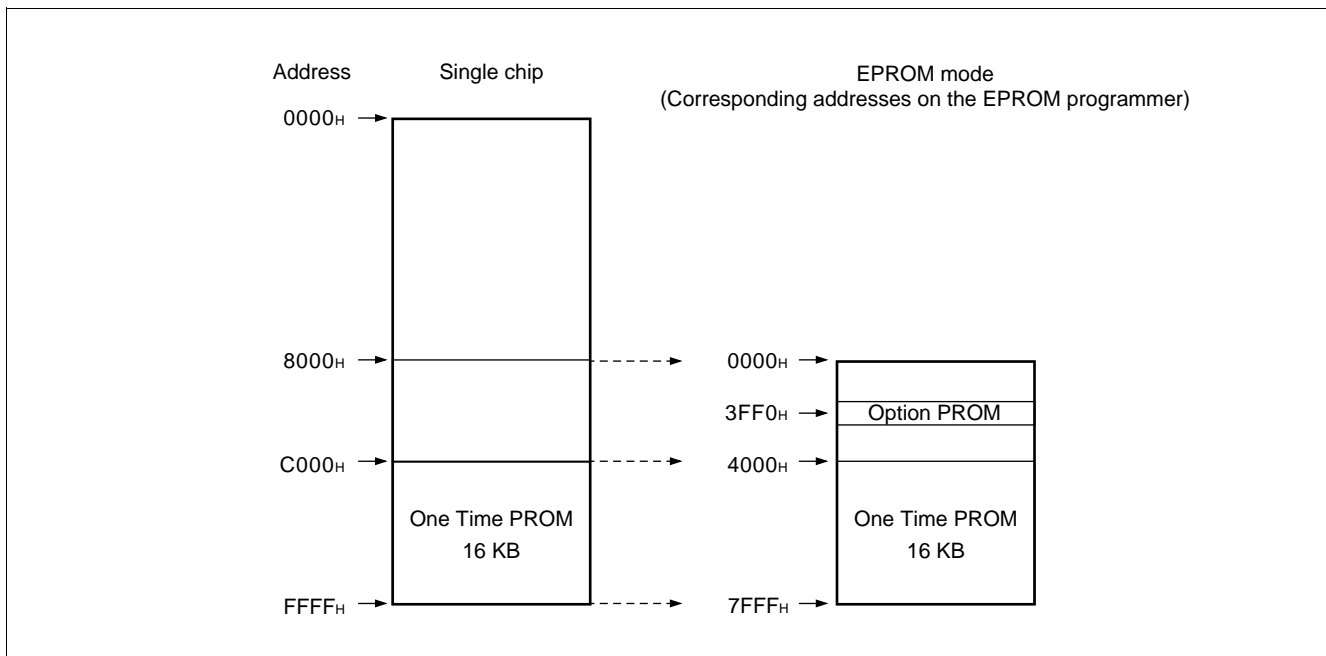 Address
Single chip
EPROM mode
(Corresponding addresses on the EPROM programmer)
0000H
8000H
0000H
3FF0H
Option PROM
C000H
4000H
One Time PROM
16 KB
One Time PROM
16 KB
FFFFH
7FFFH